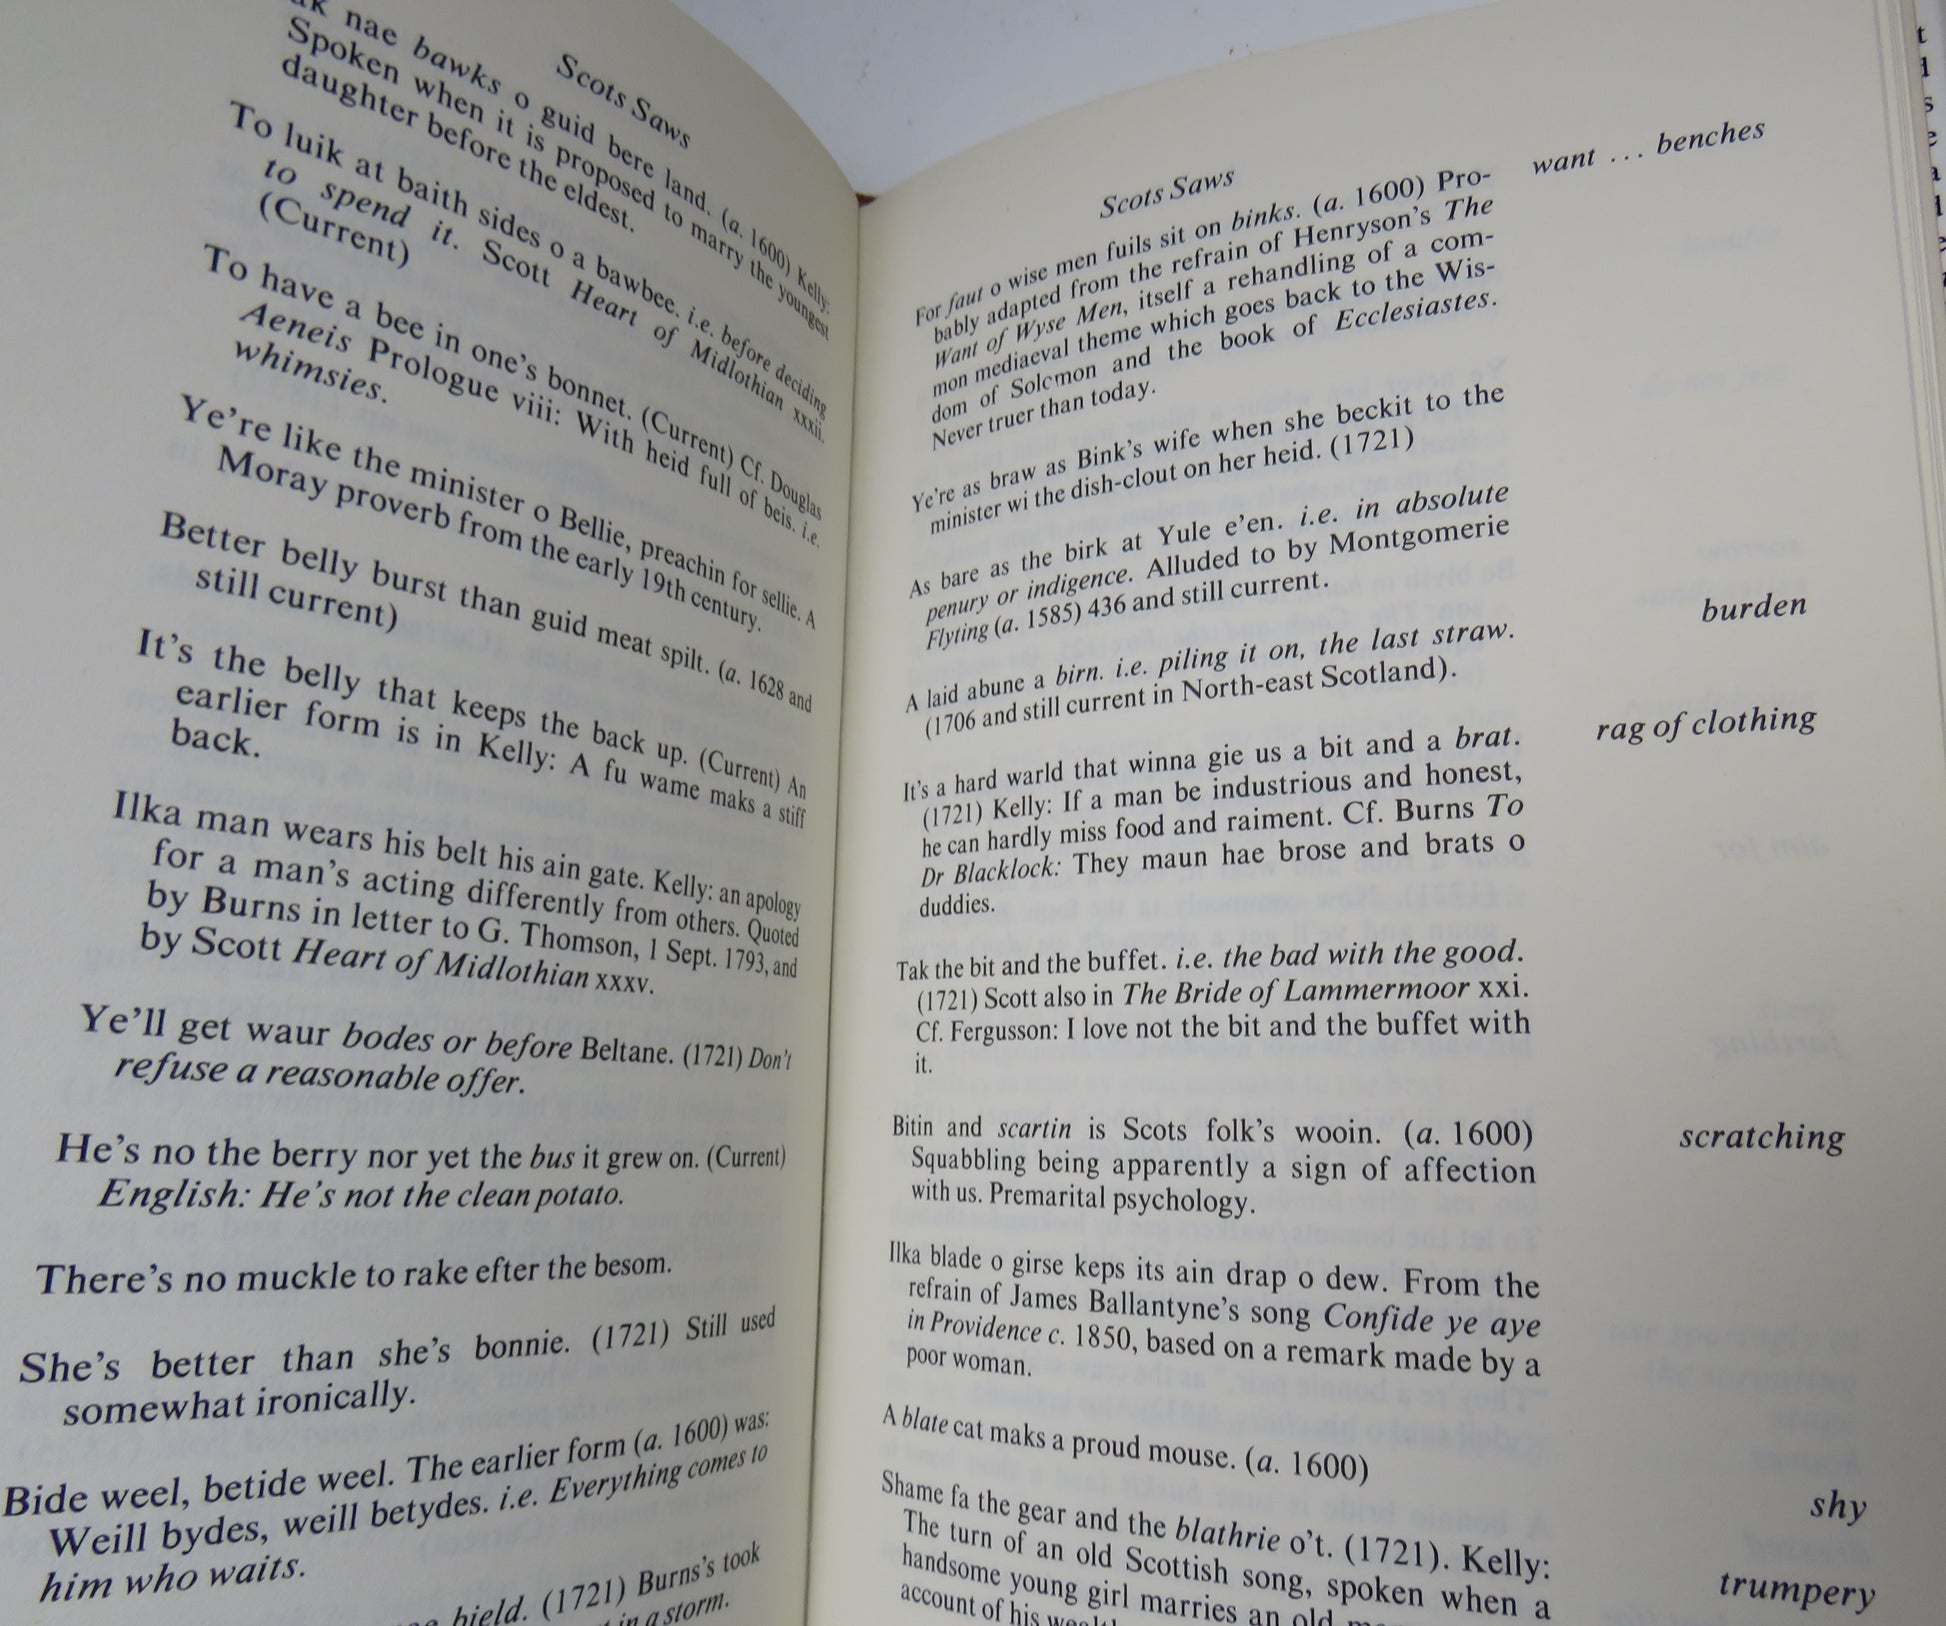 Scots Saws
nae bawks o guid bere land. (a. 1600) Kelly:
Spoken when it is proposed to marry the youngest
daughter before the eldest.
To luik at baith sides o a bawbee. i.e. before deciding
to spend it. Scott Heart of Midlothian xxxii.
(Current)
To have a bee in one's bonnet. (Current) Cf. Douglas
Aeneis Prologue viii: With heid full of beis. i.e.
whimsies.
Ye're like the minister o Bellie, preachin for sellie. A
Moray proverb from the early 19th century.
Better belly burst than guid meat spilt. (a. 1628 and
still current)
It's the belly that keeps the back up. (Current) An
earlier form is in Kelly: A fu wame maks a stiff
back.
Ilka man wears his belt his ain gate. Kelly: an apology
for a man's acting differently from others. Quoted
by Burns in letter to G. Thomson, 1 Sept. 1793, and
by Scott Heart of Midlothian xxxv.
Ye'll get waur bodes or before Beltane. (1721) Don't
refuse a reasonable offer.
He's no the berry nor yet the bus it grew on. (Current)
English: He's not the clean potato.
There's no muckle to rake efter the besom.
She's better than she's bonnie. (1721) Still used
somewhat ironically.
Bide weel, betide weel. The earlier form (a. 1600) was:
Weill bydes, weill betydes. i.e. Everything comes to
him who waits.
bield. (1721) Burns's took
in a storm.
Scots Saws
For faut o wise men fuils sit on binks. (a. 1600) Pro-
want ... benches
bably adapted from the refrain of Henryson's The
Want of Wyse Men, itself a rehandling of a com-
mon mediaeval theme which goes back to the Wis-
dom of Solcmon and the book of Ecclesiastes.
Never truer than today.
Ye're as braw as Bink's wife when she beckit to the
minister wi the dish-clout on her heid. (1721)
As bare as the birk at Yule e'en. i.e. in absolute
penury or indigence. Alluded to by Montgomerie
Flyting (a. 1585) 436 and still current.
A laid abune a birn. i.e. piling it on, the last straw.
burden
(1706 and still current in North-east Scotland).
It's a hard warld that winna gie us a bit and a brat.
rag of clothing
(1721) Kelly: If a man be industrious and honest,
he can hardly miss food and raiment. Cf. Burns To
Dr Blacklock: They maun hae brose and brats o
duddies.
Tak the bit and the buffet. i.e. the bad with the good.
(1721) Scott also in The Bride of Lammermoor xxi.
Cf. Fergusson: I love not the bit and the buffet with
it.
Bitin and scartin is Scots folk's wooin. (a. 1600)
scratching
Squabbling being apparently a sign of affection
with us. Premarital psychology.
Ilka blade o girse keps its ain drap o dew. From the
refrain of James Ballantyne's song Confide ye aye
in Providence c. 1850, based on a remark made by a
poor woman.
A blate cat maks a proud mouse. (a. 1600)
shy
Shame fa the gear and the blathrie o't. (1721). Kelly:
trumpery
The turn of an old Scottish song, spoken when a
handsome young girl marries an old
account of his